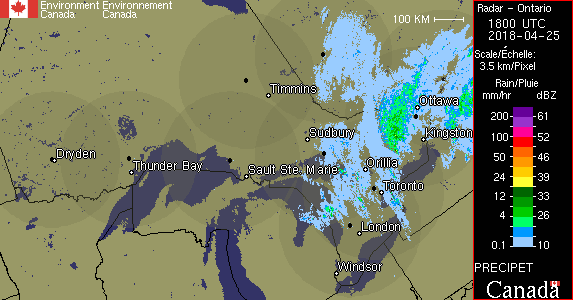 Environment Environnement
Canada Canada
100 KM
Timmins
Ottawa
Sudbury
Kingston
Dryden
Thunder Bay
Sault Ste. Marie
Orillia
Toronto
London
Windsor
Radar - Ontario
1800 UTC
2018-04-25
Scale/Échelle:
3.5 km/Pixel
Rain/Pluie
mm/hr dBZ
200 61
100 52
50 46
24 39
12 33
4 26
0.1 10
PRECIPET
Canada